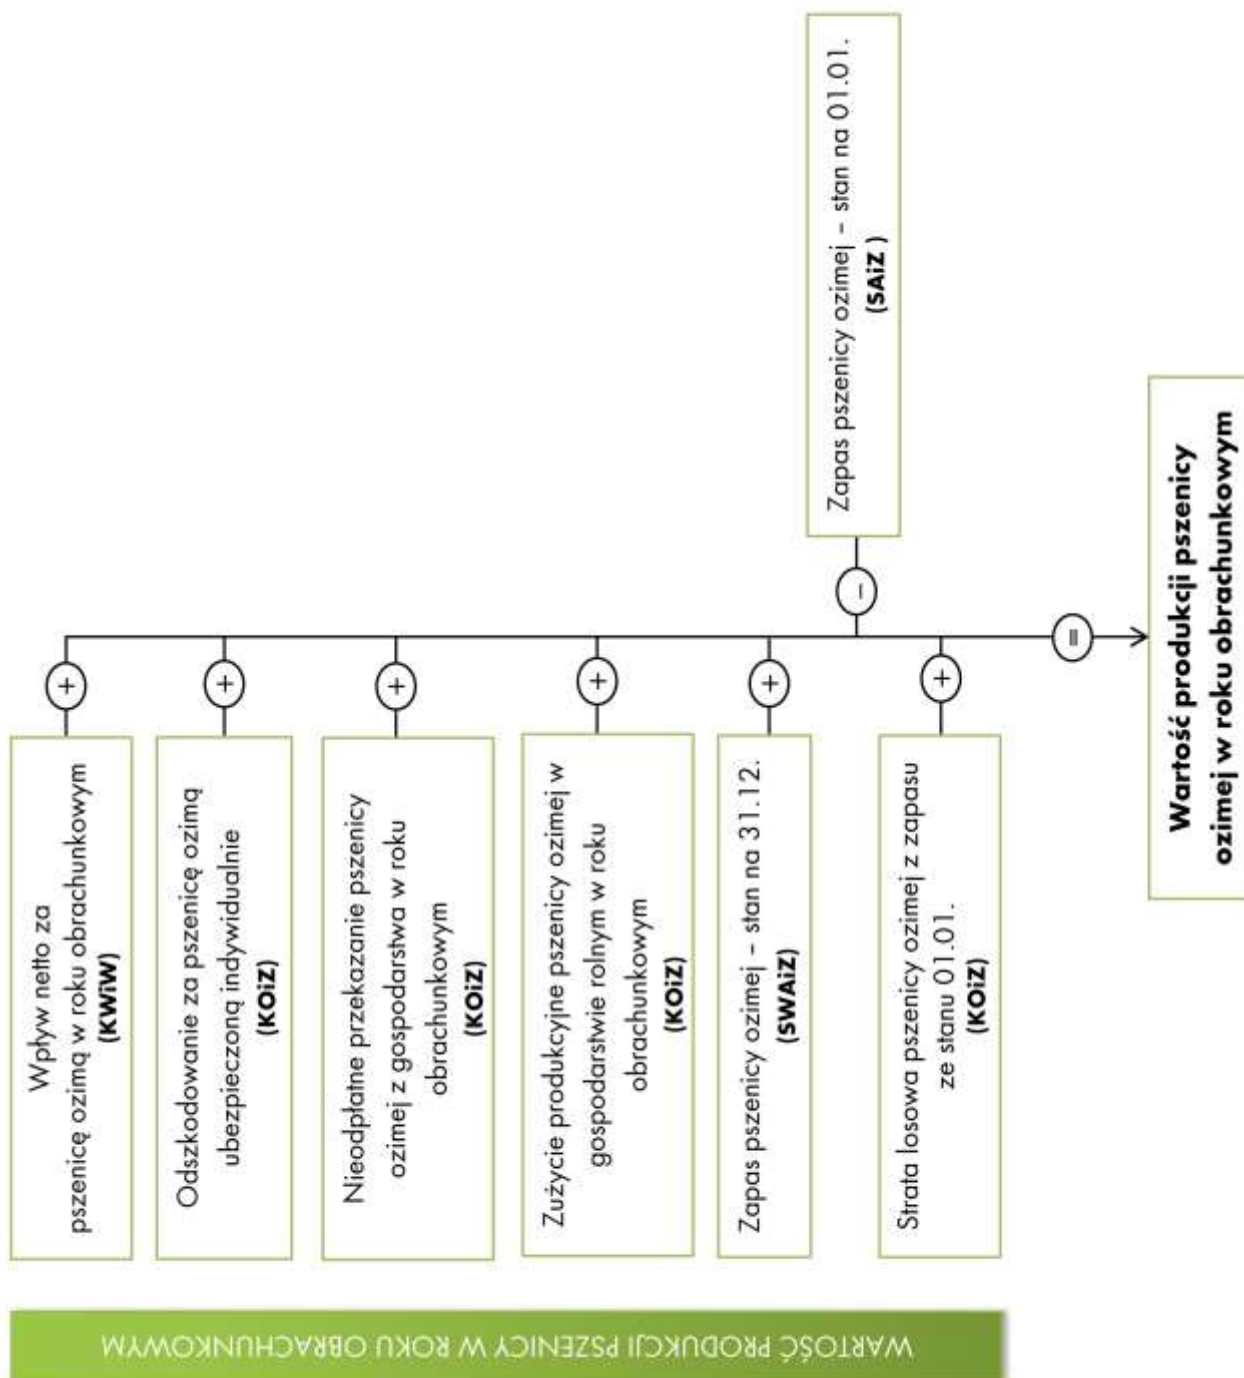 WARTOŚĆ PRODUKCJI PSZENICY W ROKU OBRACHUNKOWYM
Wpływ netto za
pszenicę ozimą w roku obrachunkowym
(KWiW)
+
Odszkodowanie za pszenicę ozimą
ubezpieczoną indywidualnie
(KOiZ)
+
Nieodpłatne przekazanie pszenicy
ozimej z gospodarstwa w roku
obrachunkowym
(KOiZ)
+
Zużycie produkcyjne pszenicy ozimej w
gospodarstwie rolnym w roku
obrachunkowym
(KOiZ)
+
Zapas pszenicy ozimej – stan na 31.12.
(SWAiZ)
+
Zapas pszenicy ozimej – stan na 01.01.
(SAiZ )
–
Strata losowa pszenicy ozimej z zapasu
ze stanu 01.01.
(KOiZ)
+
=
Wartość produkcji pszenicy
ozimej w roku obrachunkowym